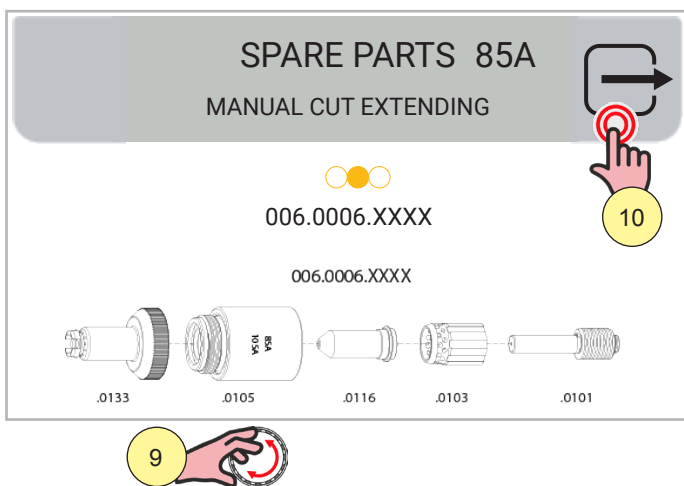 SPARE PARTS 85A
MANUAL CUT EXTENDING
10
006.0006.XXXX
006.0006.XXXX
85A
105A
.0133 .0105 .0116 .0103 .0101
9